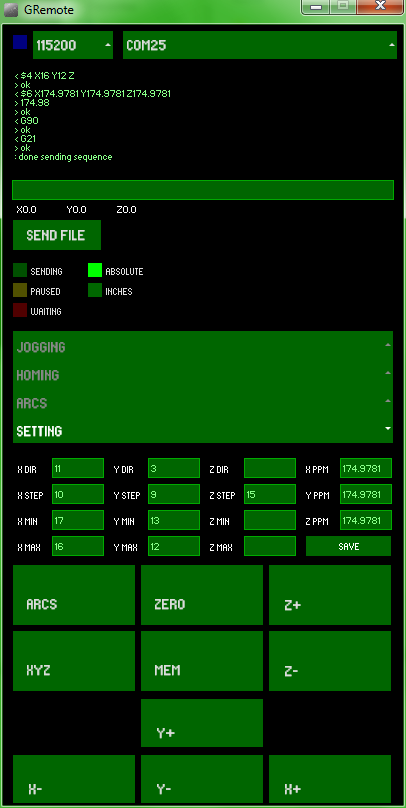 GRemote
115200 COM25
< $4 X16 Y12 Z
> ok
< $6 X174.9781 Y174.9781 Z174.9781
> 174.98
> ok
< G90
> ok
< G21
> ok
: done sending sequence
X0.0 Y0.0 Z0.0
SEND FILE
SENDING ABSOLUTE
PAUSED INCHES
WAITING
JOGGING
HOMING
ARCS
SETTING
X DIR 11 Y DIR 3 Z DIR X PPM 174.9781
X STEP 10 Y STEP 9 Z STEP 15 Y PPM 174.9781
X MIN 17 Y MIN 13 Z MIN Z PPM 174.9781
X MAX 16 Y MAX 12 Z MAX SAVE
ARCS ZERO Z+
XYZ MEM Z-
Y+
X- Y- X+